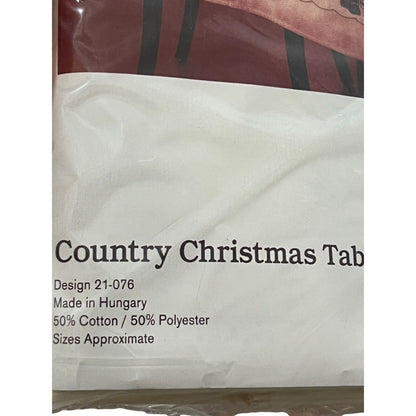 Country Christmas Tab
Design 21-076
Made in Hungary
50% Cotton / 50% Polyester
Sizes Approximate